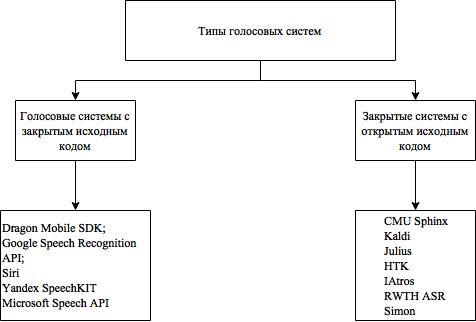 Типы голосовых систем
Голосовые системы с
закрытым исходным
кодом
Закрытые системы с
открытым исходным
кодом
Dragon Mobile SDK;
Google Speech Recognition
API;
Siri
Yandex SpeechKIT
Microsoft Speech API
CMU Sphinx
Kaldi
Julius
HTK
IAtros
RWTH ASR
Simon